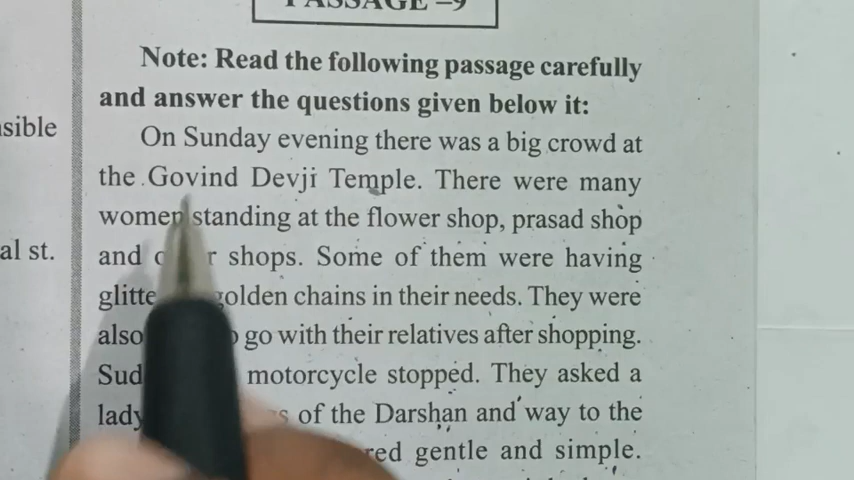 PASSAGE –9
Note: Read the following passage carefully
and answer the questions given below it:
On Sunday evening there was a big crowd at
the Govind Devji Temple. There were many
women standing at the flower shop, prasad shop
and shops. Some of them were having
golden chains in their needs. They were
also go with their relatives after shopping.
motorcycle stopped. They asked a
lady of the Darshan and way to the
gentle and simple.
al st.